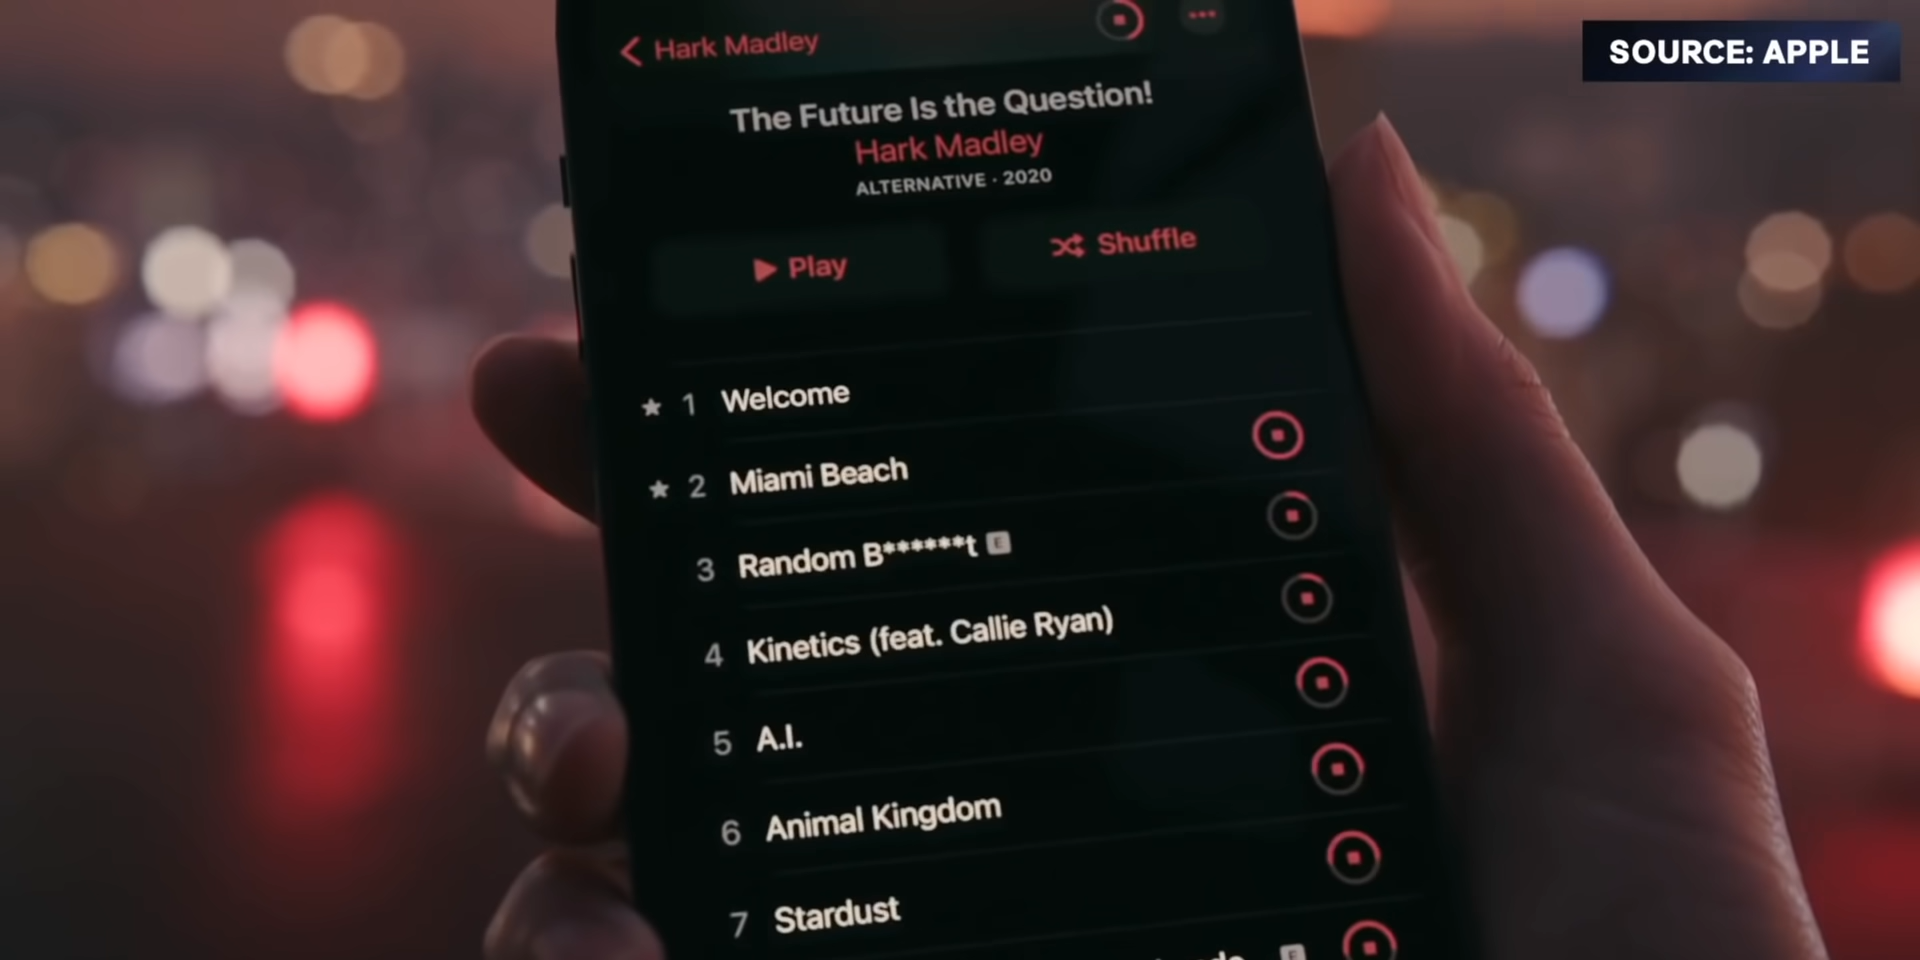 SOURCE: APPLE
Hark Madley
The Future Is the Question!
Hark Madley
ALTERNATIVE · 2020
Play
Shuffle
1 Welcome
2 Miami Beach
3 Random B******t E
4 Kinetics (feat. Callie Ryan)
5 A.I.
6 Animal Kingdom
7 Stardust